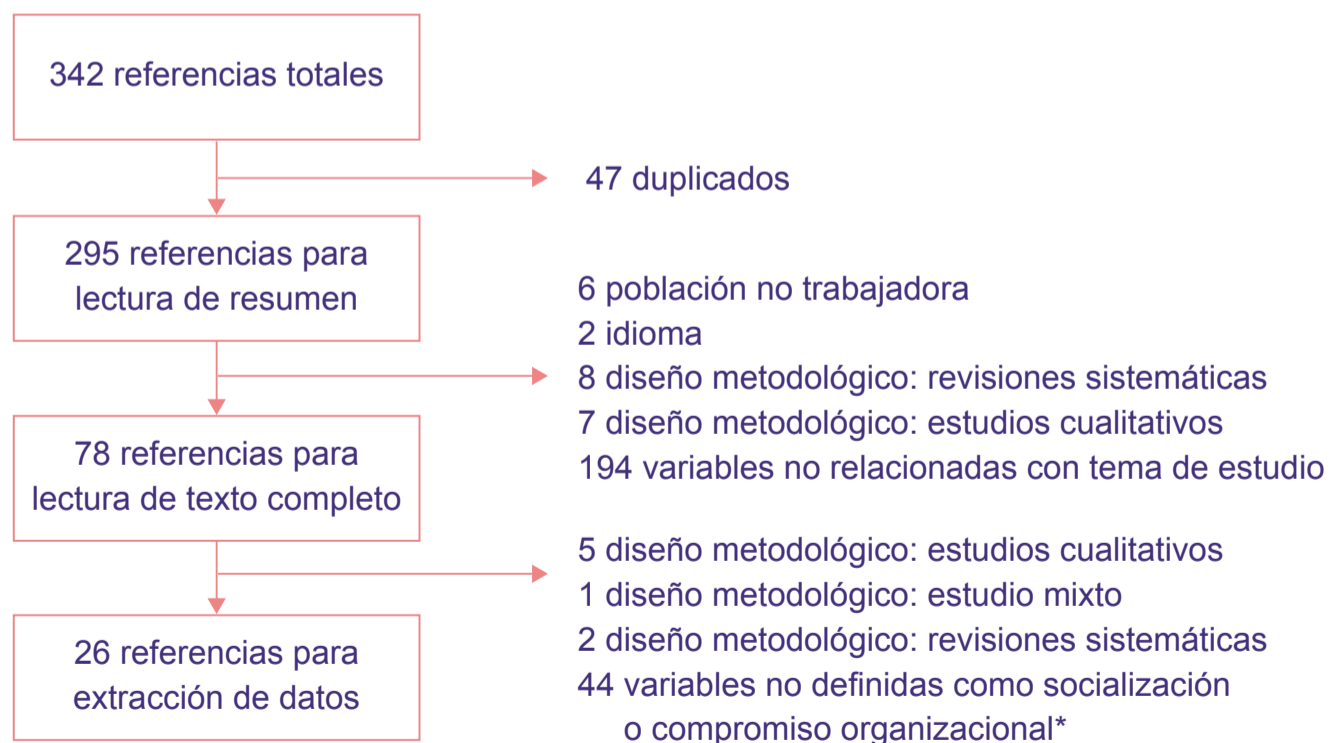 342 referencias totales
47 duplicados
295 referencias para
lectura de resumen
6 población no trabajadora
2 idioma
8 diseño metodológico: revisiones sistemáticas
7 diseño metodológico: estudios cualitativos
194 variables no relacionadas con tema de estudio
78 referencias para
lectura de texto completo
5 diseño metodológico: estudios cualitativos
1 diseño metodológico: estudio mixto
2 diseño metodológico: revisiones sistemáticas
44 variables no definidas como socialización
o compromiso organizacional*
26 referencias para
extracción de datos